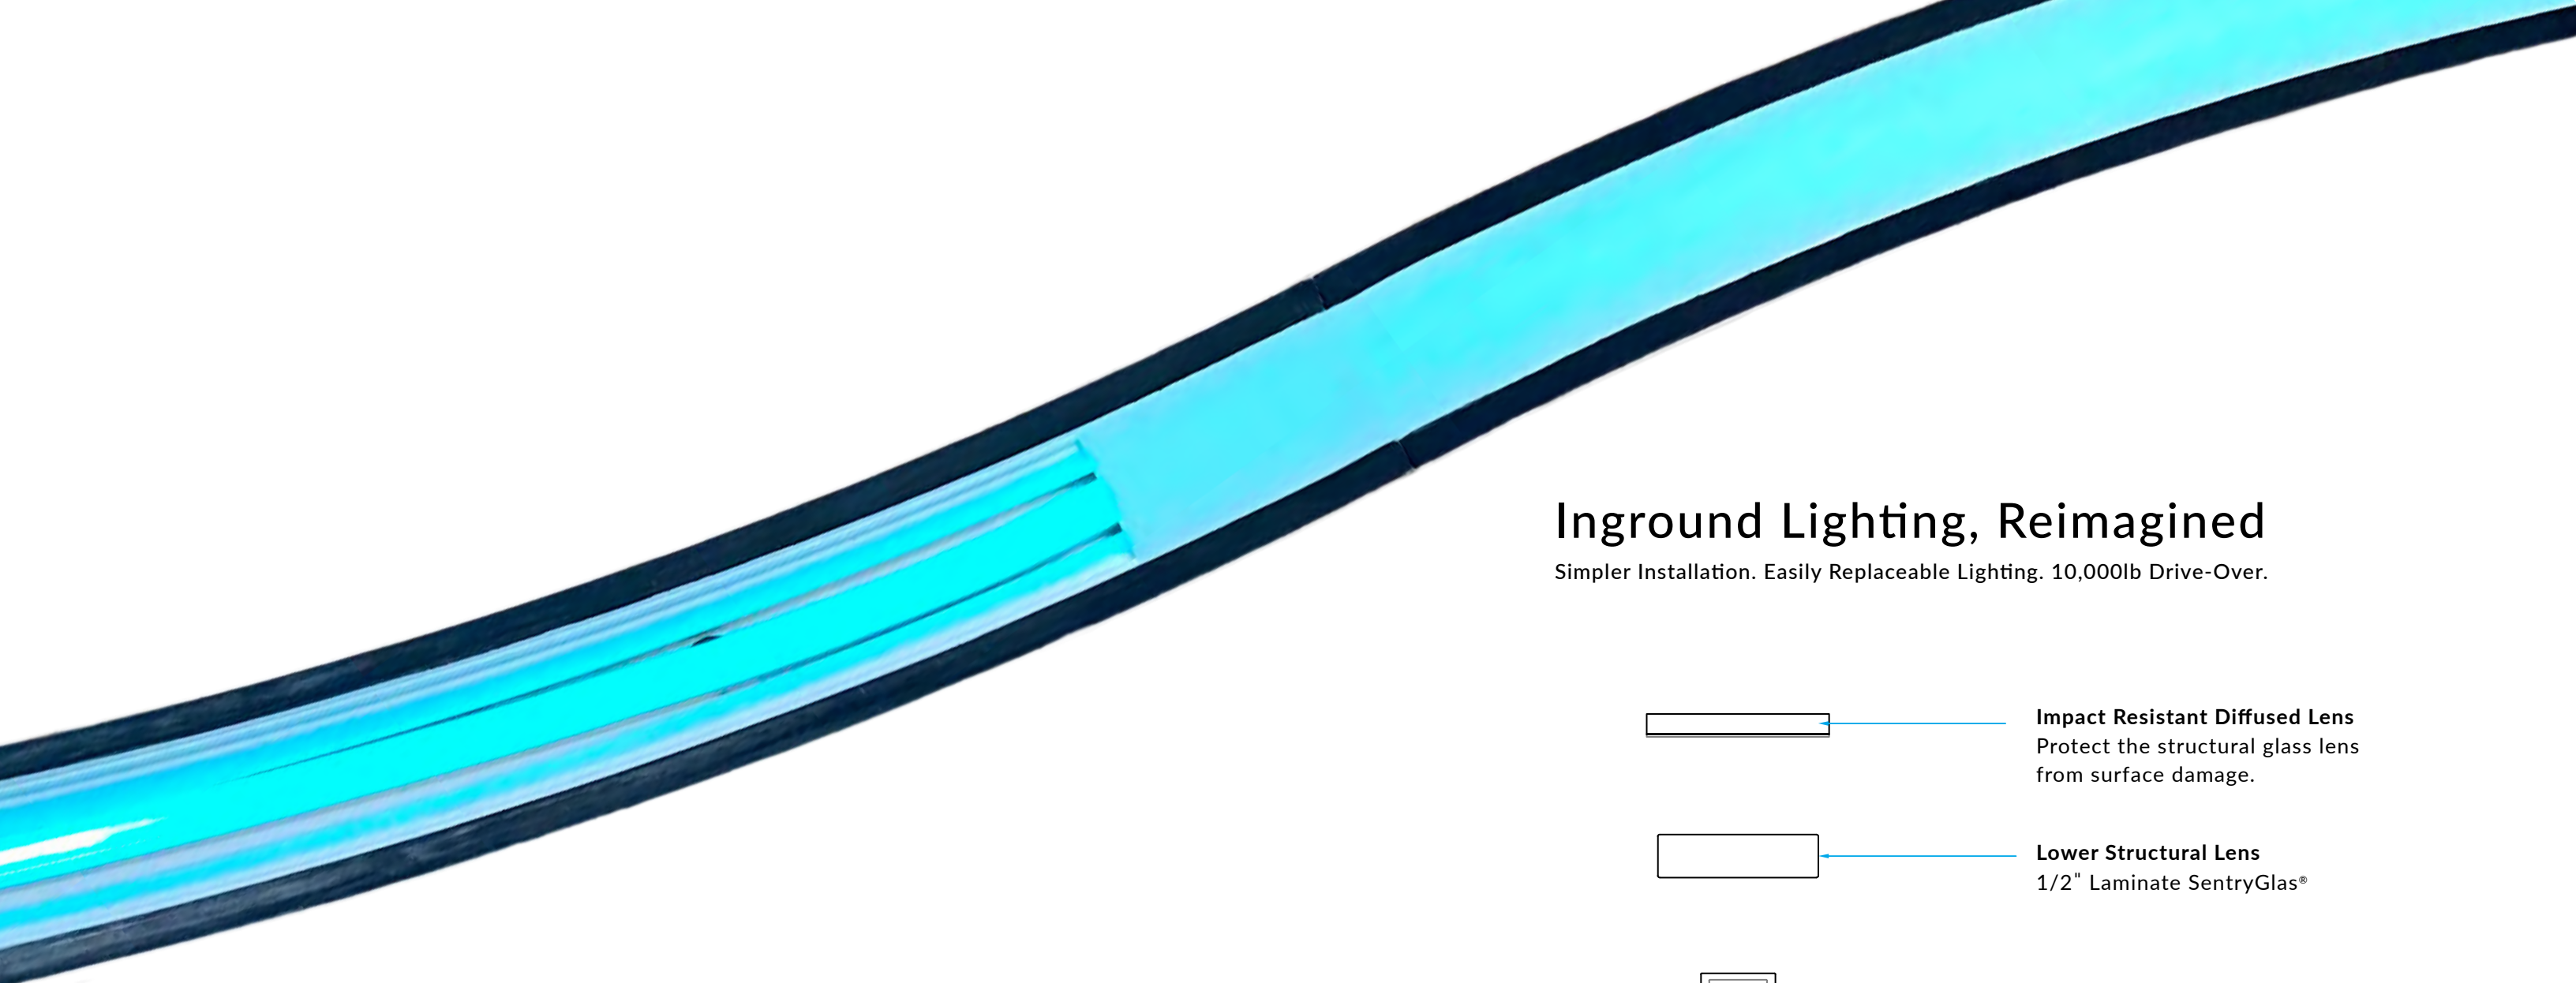 Inground Lighting, Reimagined
Simpler Installation. Easily Replaceable Lighting. 10,000lb Drive-Over.
Impact Resistant Diffused Lens
Protect the structural glass lens
from surface damage.
Lower Structural Lens
1/2" Laminate SentryGlas®